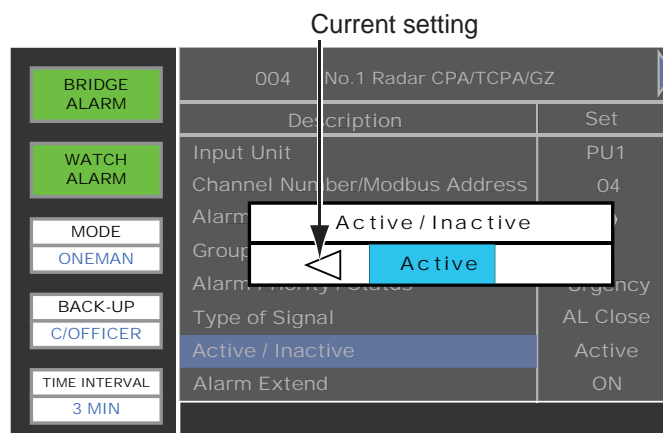 Current setting
BRIDGE
ALARM
WATCH
ALARM
MODE
ONEMAN
BACK-UP
C/OFFICER
TIME INTERVAL
3 MIN
004 No.1 Radar CPA/TCPA/GZ
Description Set
Input Unit PU1
Channel Number/Modbus Address 04
Alarm
Group
Active/Inactive
Active
Type of Signal AL Close
Active / Inactive Active
Alarm Extend ON